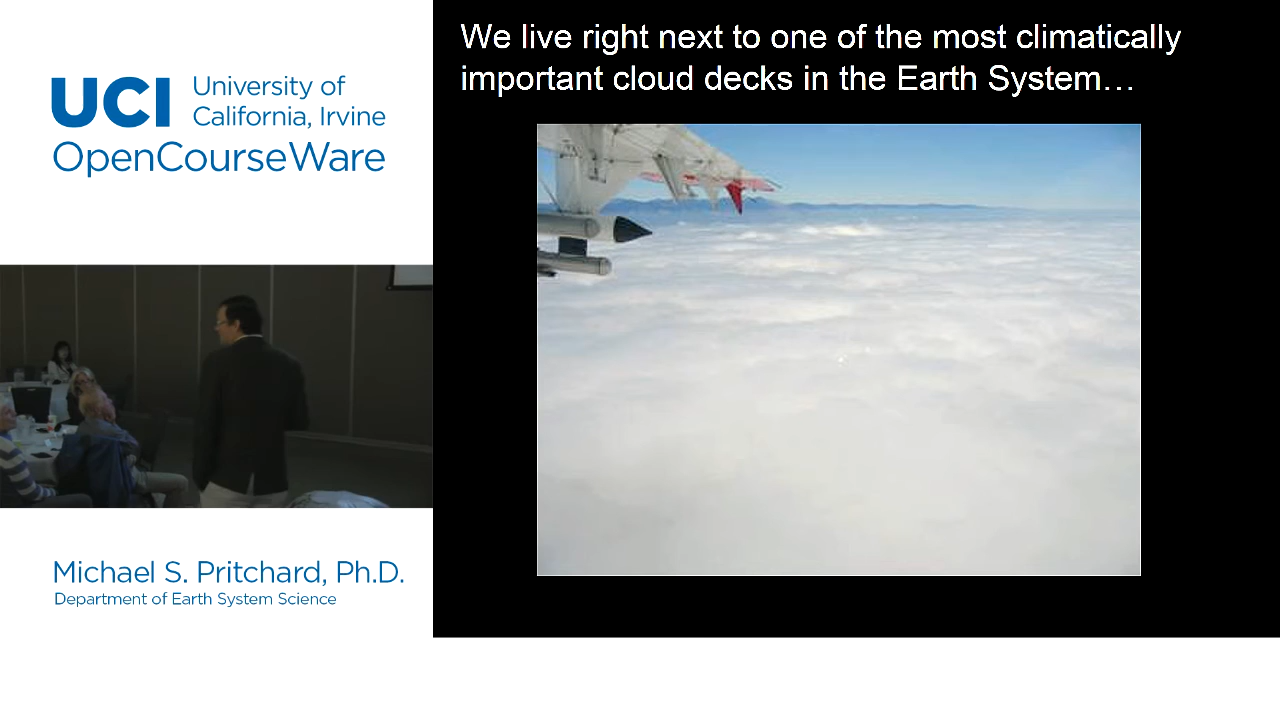 We live right next to one of the most climatically
important cloud decks in the Earth System…
UCI University of
California, Irvine
OpenCourseWare
Michael S. Pritchard, Ph.D.
Department of Earth System Science